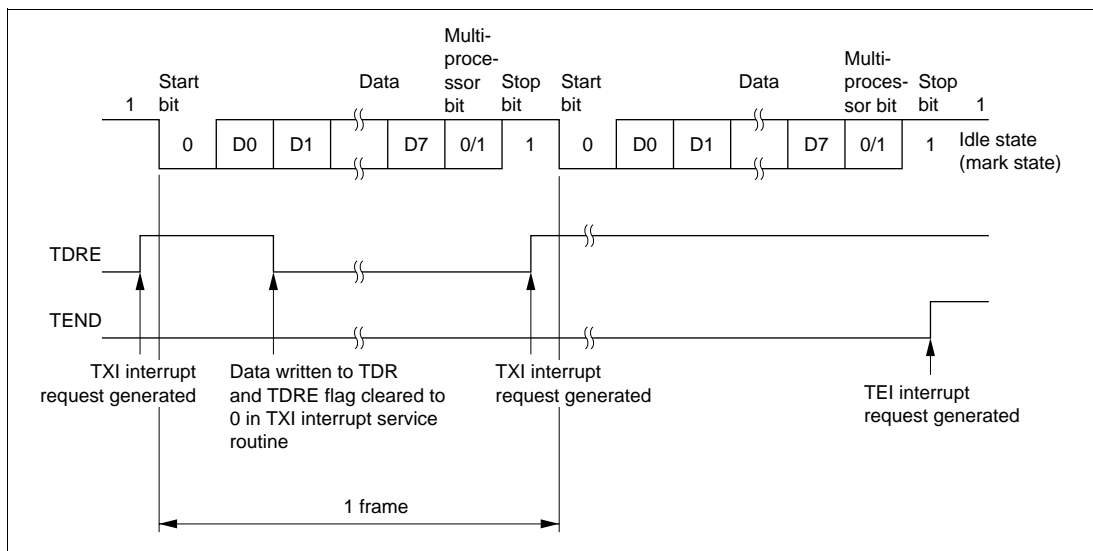 1
Start
bit
Data
Multi-
proce-
ssor
bit
Stop
bit
Start
bit
Data
Multi-
proces-
sor bit
Stop
bit
1
0
D0
D1
D7
0/1
1
0
D0
D1
D7
0/1
1
Idle state
(mark state)
TDRE
TEND
TXI interrupt
request generated
Data written to TDR
and TDRE flag cleared to
0 in TXI interrupt service
routine
TXI interrupt
request generated
TEI interrupt
request generated
1 frame